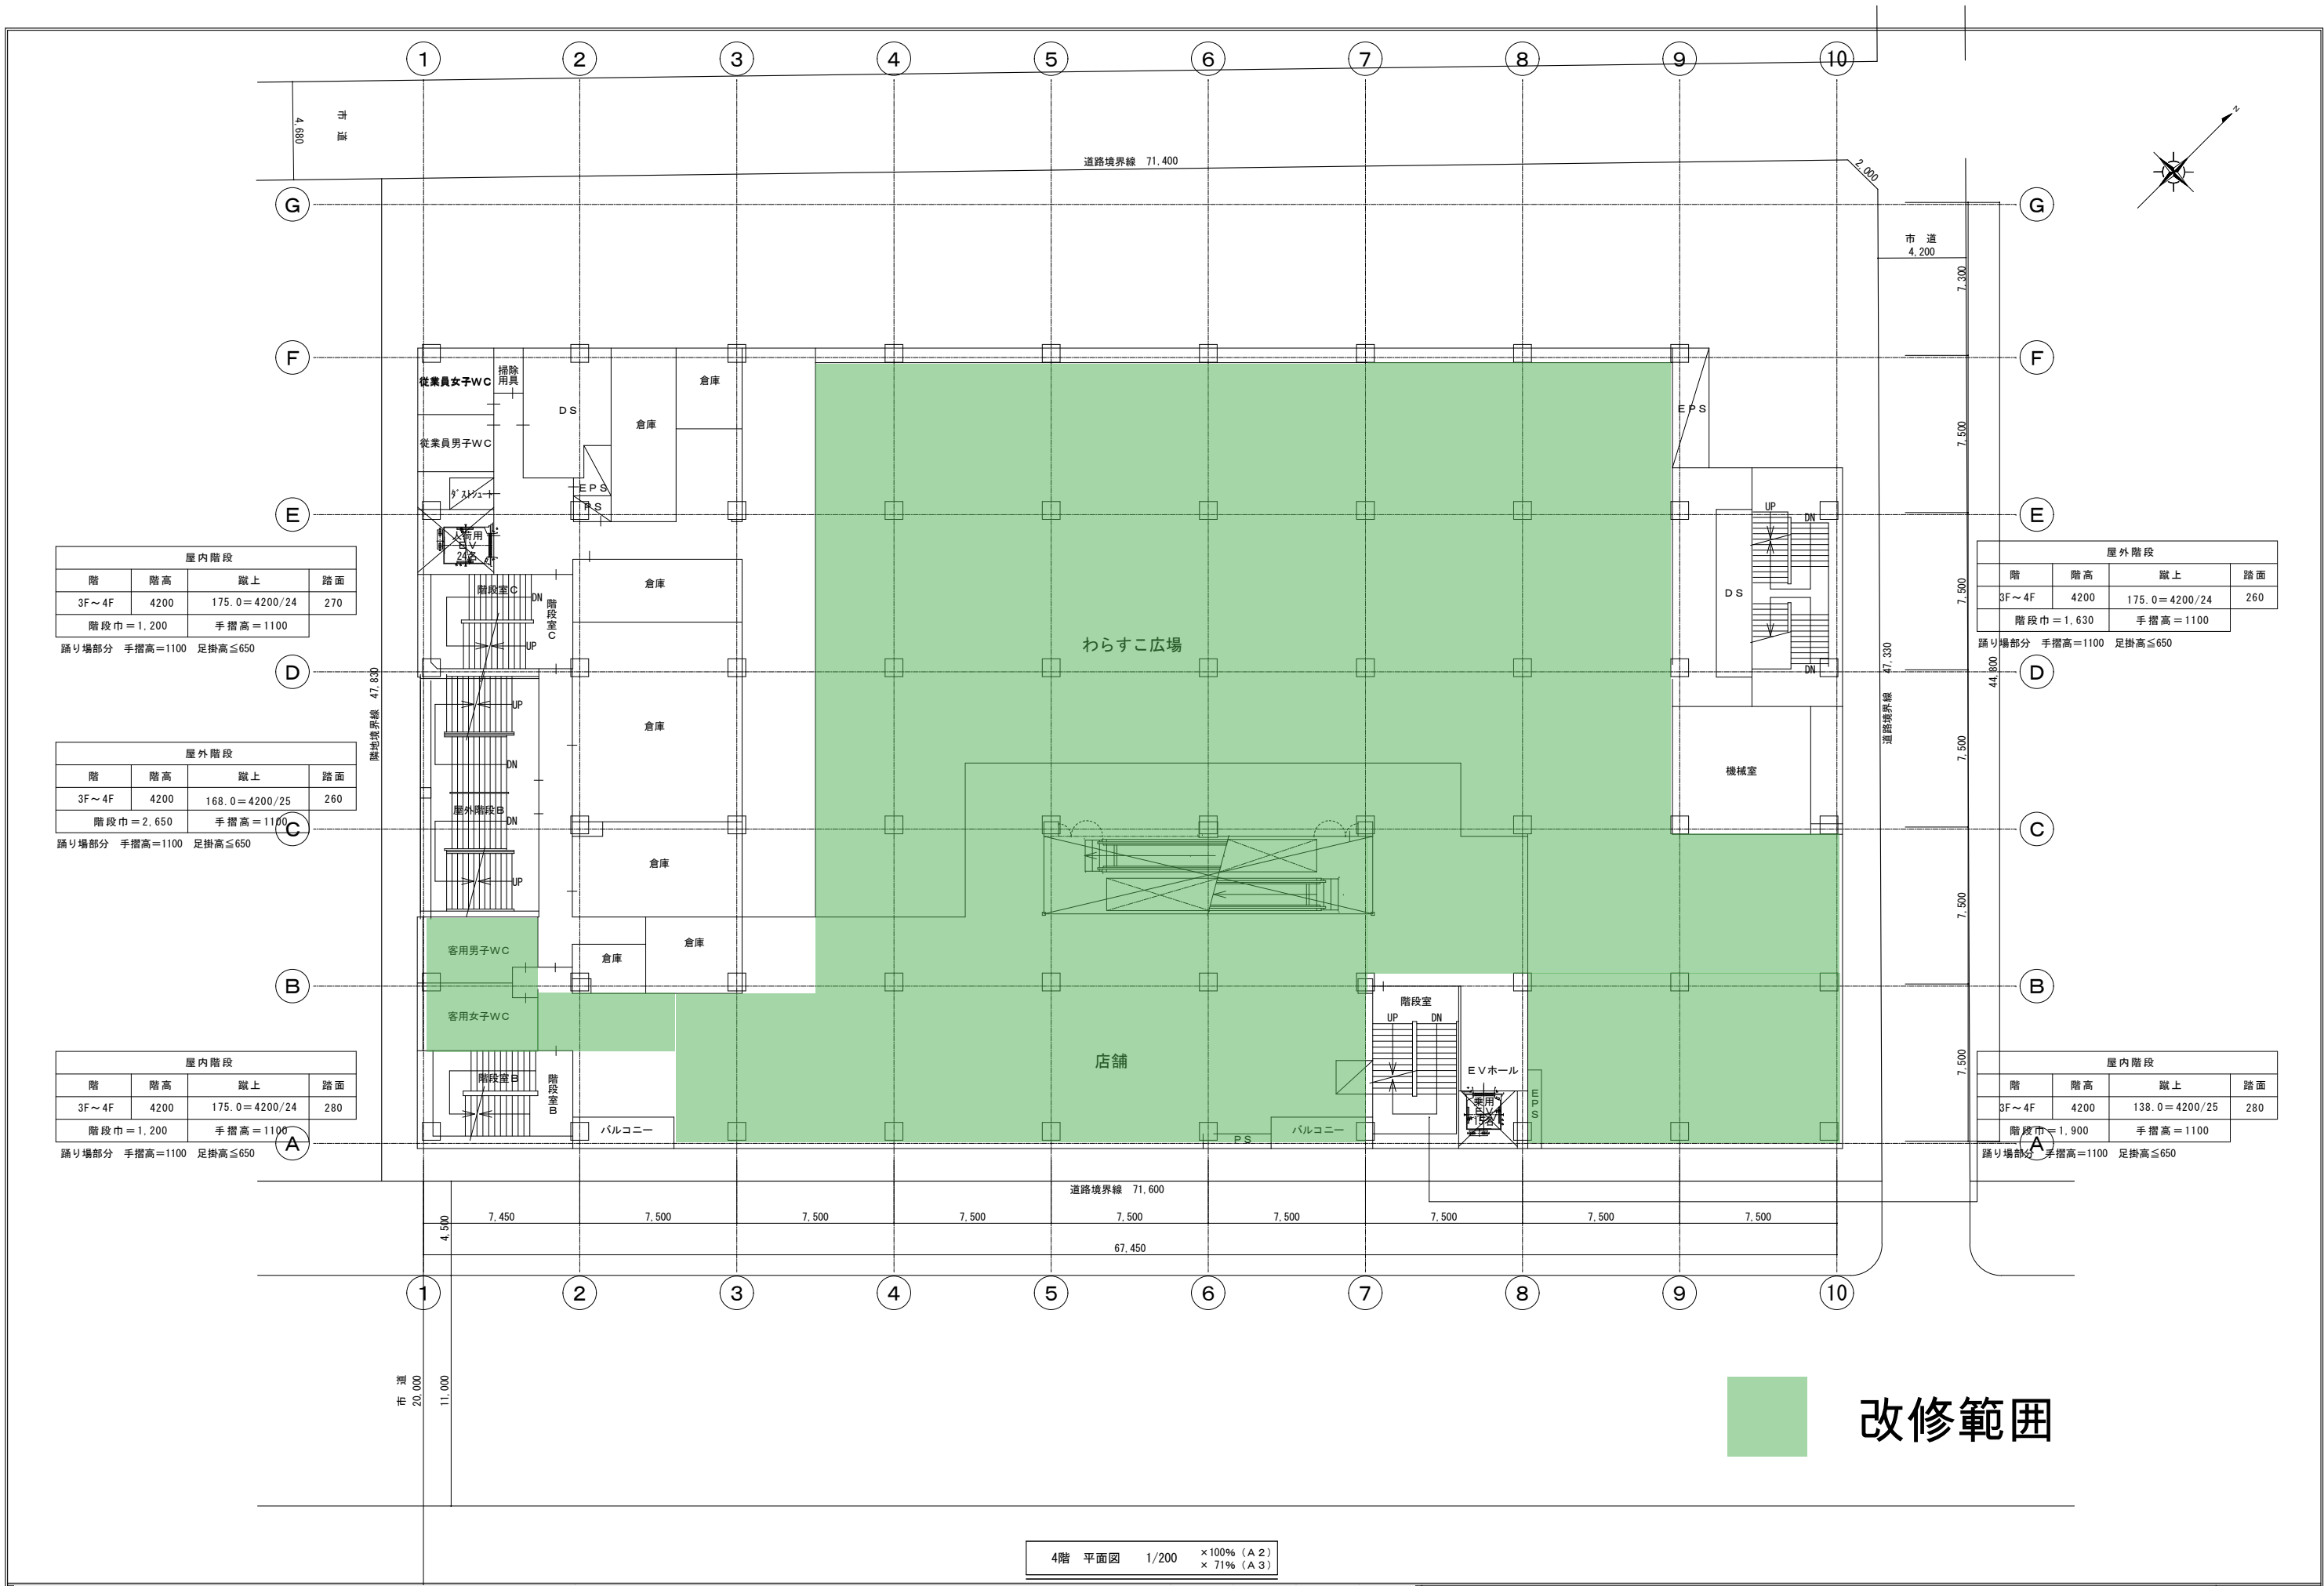 1 2 3 4 5 6 7 8 9 10
4,680
市道
道路境界線 71,400
2,000
N
G
G
市 道
4,200
7,300
F
従業員女子WC
掃除
用具
DS
倉庫
倉庫
EPS
F
従業員男子WC
7,500
ダストシュート
EPS
PS
E
UP
DN
E
人荷用
EV
24名
屋内階段
階 階高 蹴上 踏面
3F～4F 4200 175.0=4200/24 270
階段巾=1,200 手摺高=1100
踊り場部分 手摺高=1100 足掛高≦650
階段室C
DN
階段室C
UP
倉庫
わらすこ広場
DS
DN
7,500
屋外階段
階 階高 蹴上 踏面
3F～4F 4200 175.0=4200/24 260
階段巾=1,630 手摺高=1100
踊り場部分 手摺高=1100 足掛高≦650
D
隣地境界線 47,830
道路境界線 47,330
44,800
D
UP
DN
倉庫
機械室
7,500
屋外階段
階 階高 蹴上 踏面
3F～4F 4200 168.0=4200/25 260
階段巾=2,650 手摺高=1100
踊り場部分 手摺高=1100 足掛高≦650
屋外階段B
DN
C
C
倉庫
UP
7,500
客用男子WC
倉庫
倉庫
B
B
客用女子WC
階段室
UP
DN
店舗
EVホール
7,500
屋内階段
階 階高 蹴上 踏面
3F～4F 4200 175.0=4200/24 280
階段巾=1,200 手摺高=1100
踊り場部分 手摺高=1100 足掛高≦650
階段室B
階段室B
バルコニー
PS
バルコニー
乗用
EV
15名
EPS
屋内階段
階 階高 蹴上 踏面
3F～4F 4200 138.0=4200/25 280
階段巾=1,900 手摺高=1100
踊り場部分 手摺高=1100 足掛高≦650
A
A
道路境界線 71,600
4,500
7,450 7,500 7,500 7,500 7,500 7,500 7,500 7,500 7,500
67,450
1 2 3 4 5 6 7 8 9 10
市道
20,000
11,000
改修範囲
4階 平面図 1/200 ×100%（A2）
× 71%（A3）